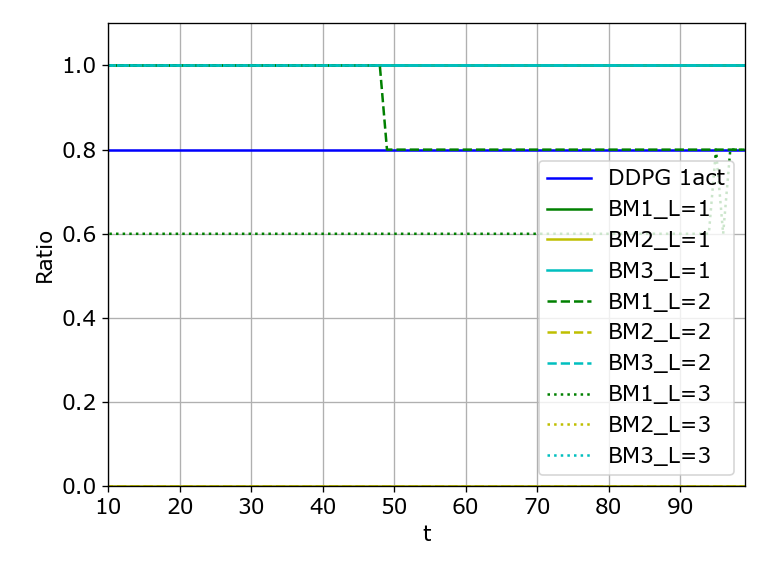 1.0
0.8
0.6
0.4
0.2
0.0
Ratio
10 20 30 40 50 60 70 80 90
t
DDPG 1act
BM1_L=1
BM2_L=1
BM3_L=1
BM1_L=2
BM2_L=2
BM3_L=2
BM1_L=3
BM2_L=3
BM3_L=3